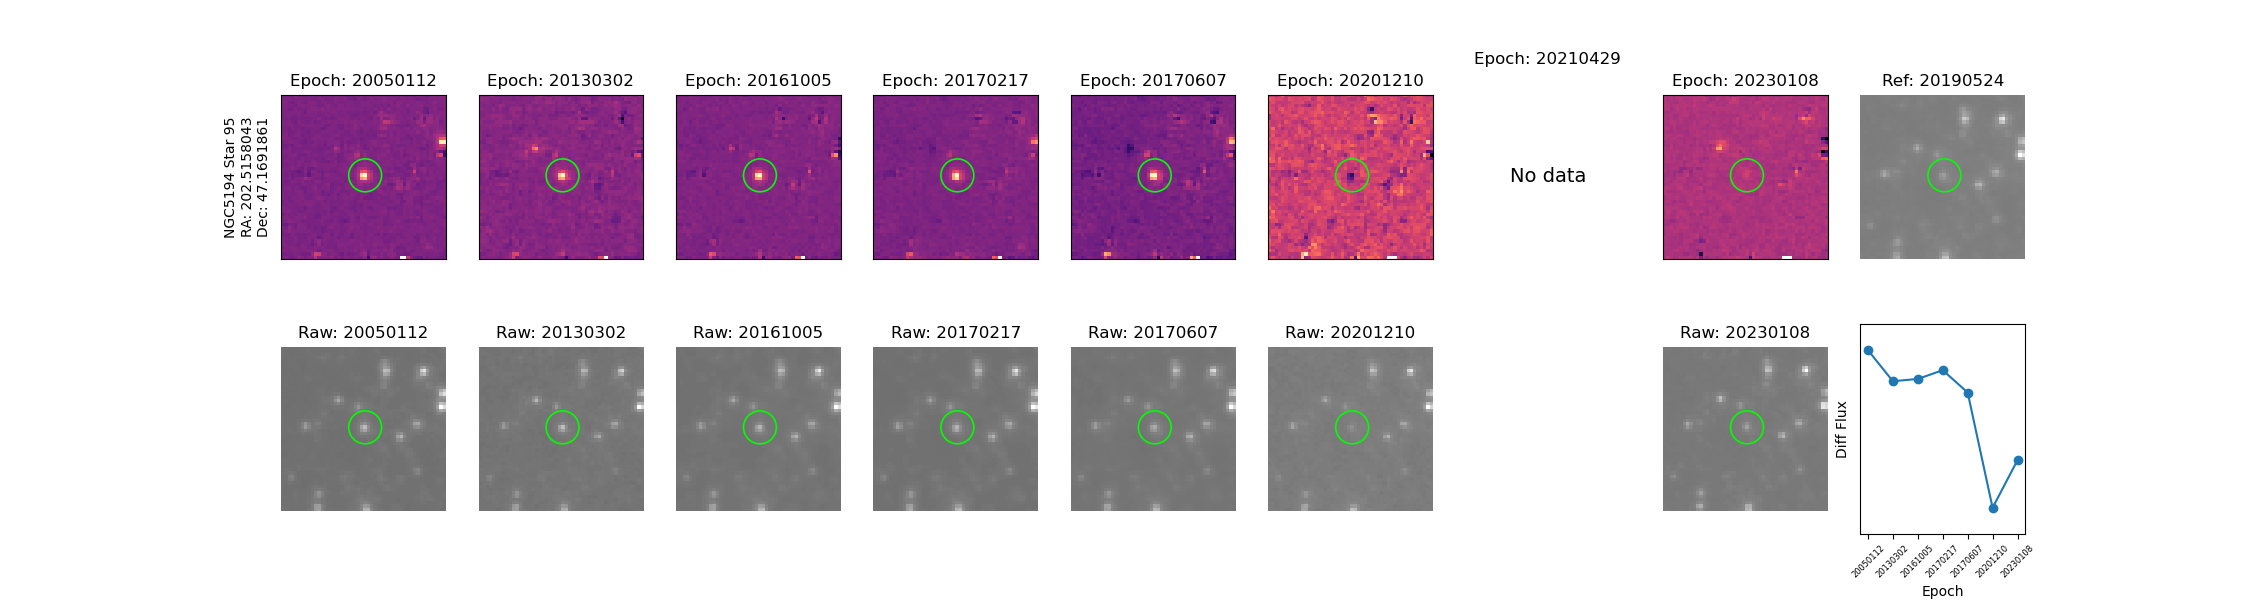 Epoch: 20210429
Epoch: 20050112
Epoch: 20130302
Epoch: 20161005
Epoch: 20170217
Epoch: 20170607
Epoch: 20201210
Epoch: 20230108
Ref: 20190524
NGC5194 Star 95
RA: 202.5158043
Dec: 47.1691861
No data
Raw: 20050112
Raw: 20130302
Raw: 20161005
Raw: 20170217
Raw: 20170607
Raw: 20201210
Raw: 20230108
Diff Flux
20050112
20130302
20161005
20170217
20170607
20201210
20230108
Epoch